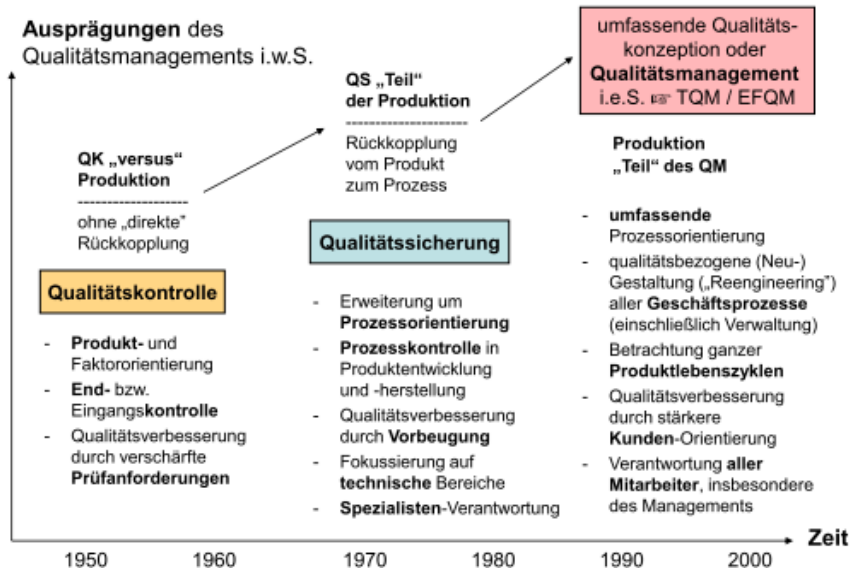 Ausprägungen des
Qualitätsmanagements i.w.S.
QK „versus“
Produktion
--------------------
ohne „direkte”
Rückkopplung
Qualitätskontrolle
- Produkt- und
Faktororientierung
- End- bzw.
Eingangskontrolle
- Qualitätsverbesserung
durch verschärfte
Prüfanforderungen
QS „Teil”
der Produktion
----------------------
Rückkopplung
vom Produkt
zum Prozess
Qualitätssicherung
- Erweiterung um
Prozessorientierung
- Prozesskontrolle in
Produktentwicklung
und -herstellung
- Qualitätsverbesserung
durch Vorbeugung
- Fokussierung auf
technische Bereiche
- Spezialisten-Verantwortung
umfassende Qualitäts-
konzeption oder
Qualitätsmanagement
i.e.S. ☞ TQM / EFQM
Produktion
„Teil” des QM
- umfassende
Prozessorientierung
- qualitätsbezogene (Neu-)
Gestaltung („Reengineering”)
aller Geschäftsprozesse
(einschließlich Verwaltung)
- Betrachtung ganzer
Produktlebenszyklen
- Qualitätsverbesserung
durch stärkere
Kunden-Orientierung
- Verantwortung aller
Mitarbeiter, insbesondere
des Managements
Zeit
1950 1960 1970 1980 1990 2000